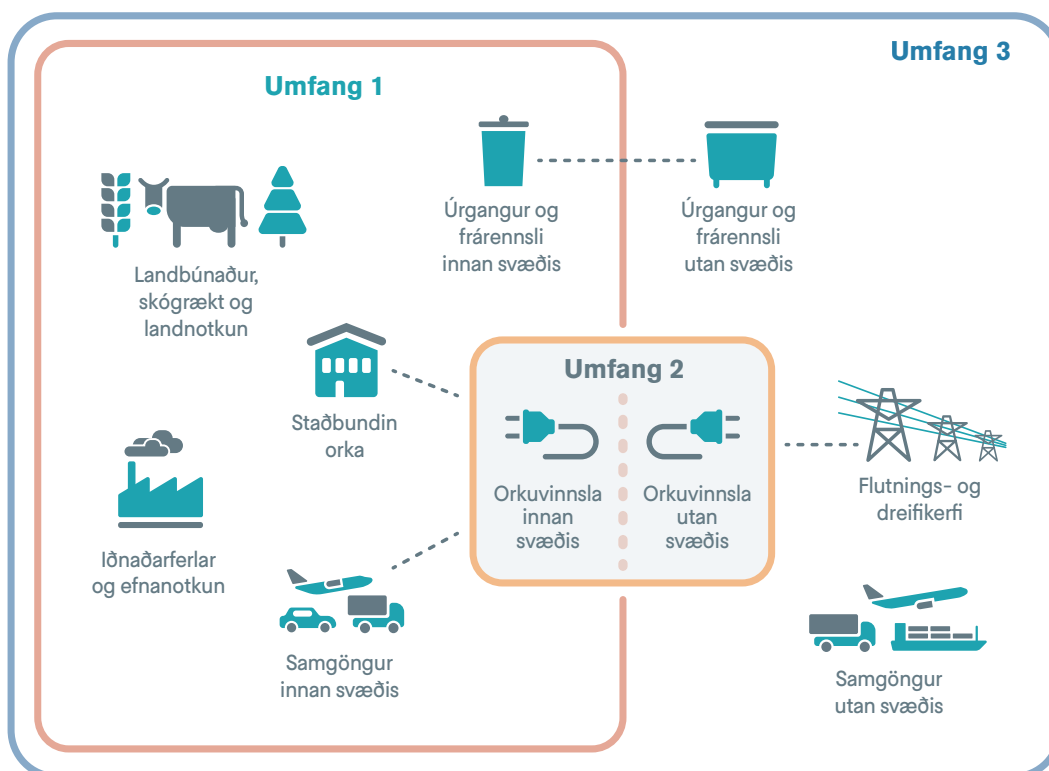 Umfang 3
Umfang 1
Úrgangur og
frárennsli
innan svæðis
Úrgangur og
frárennsli
utan svæðis
Landbúnaður,
skógrækt og
landnotkun
Staðbundin
orka
Umfang 2
Orkuvinnsla
innan
svæðis
Orkuvinnsla
utan
svæðis
Flutnings- og
dreifikerfi
Iðnaðarferlar
og efnanotkun
Samgöngur
innan svæðis
Samgöngur
utan svæðis